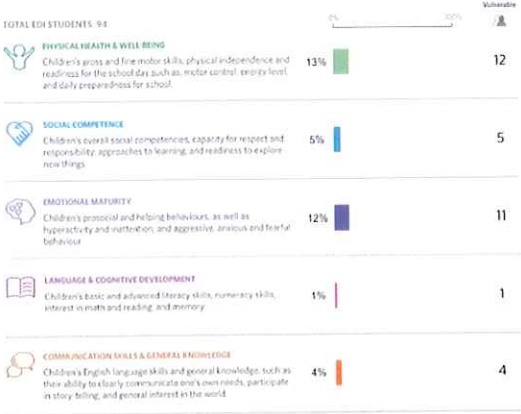 Vulnerable
TOTAL EDI STUDENTS: 94
0% 100%
PHYSICAL HEALTH & WELL-BEING
Children's gross and fine motor skills, physical independence and
readiness for the school day such as, motor control, energy level,
and daily preparedness for school.
13%
12
SOCIAL COMPETENCE
Children's overall social competencies, capacity for respect and
responsibility, approaches to learning, and readiness to explore
new things.
5%
5
EMOTIONAL MATURITY
Children's prosocial and helping behaviours, as well as
hyperactivity and inattention, and aggressive, anxious and fearful
behaviour.
12%
11
LANGUAGE & COGNITIVE DEVELOPMENT
Children's basic and advanced literacy skills, numeracy skills,
interest in math and reading, and memory.
1%
1
COMMUNICATION SKILLS & GENERAL KNOWLEDGE
Children's English language skills and general knowledge, such as
their ability to clearly communicate one's own needs, participate
in story-telling, and general interest in the world.
4%
4